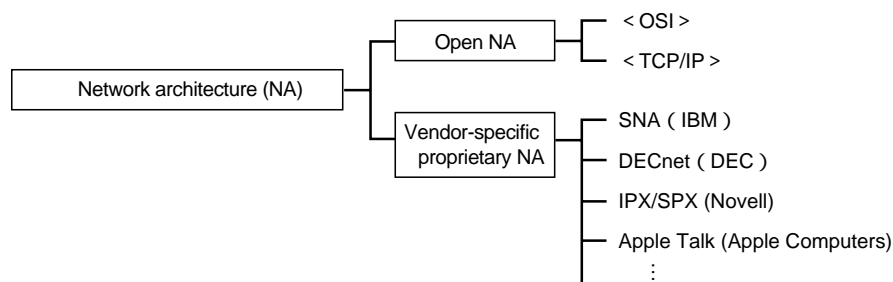 Network architecture (NA)
Open NA
< OSI >
< TCP/IP >
Vendor-specific
proprietary NA
SNA ( IBM )
DECnet ( DEC )
IPX/SPX (Novell)
Apple Talk (Apple Computers)
⋮